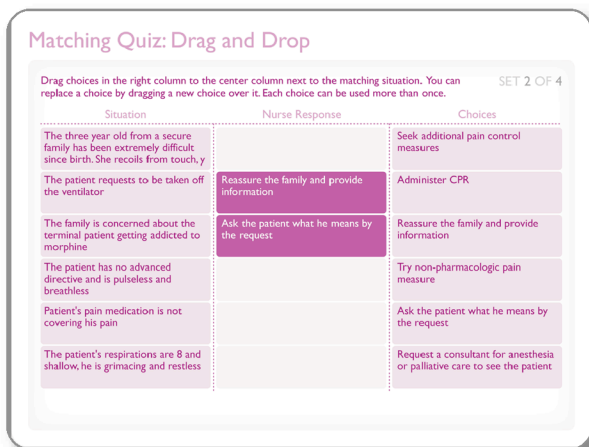 Matching Quiz: Drag and Drop
Drag choices in the right column to the center column next to the matching situation. You can
replace a choice by dragging a new choice over it. Each choice can be used more than once.
SET 2 OF 4
Situation
Nurse Response
Choices
The three year old from a secure
family has been extremely difficult
since birth. She recoils from touch, y
Seek additional pain control
measures
The patient requests to be taken off
the ventilator
Reassure the family and provide
information
Administer CPR
The family is concerned about the
terminal patient getting addicted to
morphine
Ask the patient what he means by
the request
Reassure the family and provide
information
The patient has no advanced
directive and is pulseless and
breathless
Try non-pharmacologic pain
measure
Patient's pain medication is not
covering his pain
Ask the patient what he means by
the request
The patient's respirations are 8 and
shallow, he is grimacing and restless
Request a consultant for anesthesia
or palliative care to see the patient